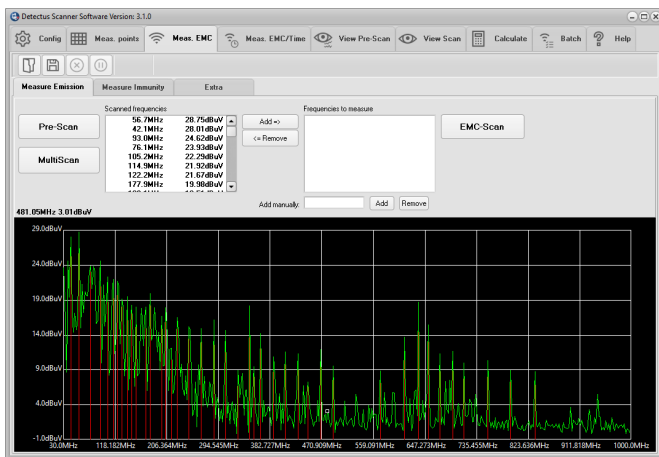 Detectus Scanner Software Version: 3.1.0
Config Meas. points Meas. EMC Meas. EMC/Time View Pre-Scan View Scan Calculate Batch Help
Measure Emission Measure Immunity Extra
Scanned frequencies Frequencies to measure
Pre-Scan
MultiScan
56.7MHz 28.75dBuV
42.1MHz 28.01dBuV
93.0MHz 24.62dBuV
76.1MHz 23.93dBuV
105.2MHz 22.29dBuV
114.9MHz 21.92dBuV
122.2MHz 21.67dBuV
177.9MHz 19.98dBuV
Add =>
<= Remove
EMC-Scan
Add manually: Add Remove
481.05MHz 3.01dBuV
29.0dBuV
24.0dBuV
19.0dBuV
14.0dBuV
9.0dBuV
4.0dBuV
-1.0dBuV
30.0MHz 118.182MHz 206.364MHz 294.545MHz 382.727MHz 470.909MHz 559.091MHz 647.273MHz 735.455MHz 823.636MHz 911.818MHz 1000.0MHz